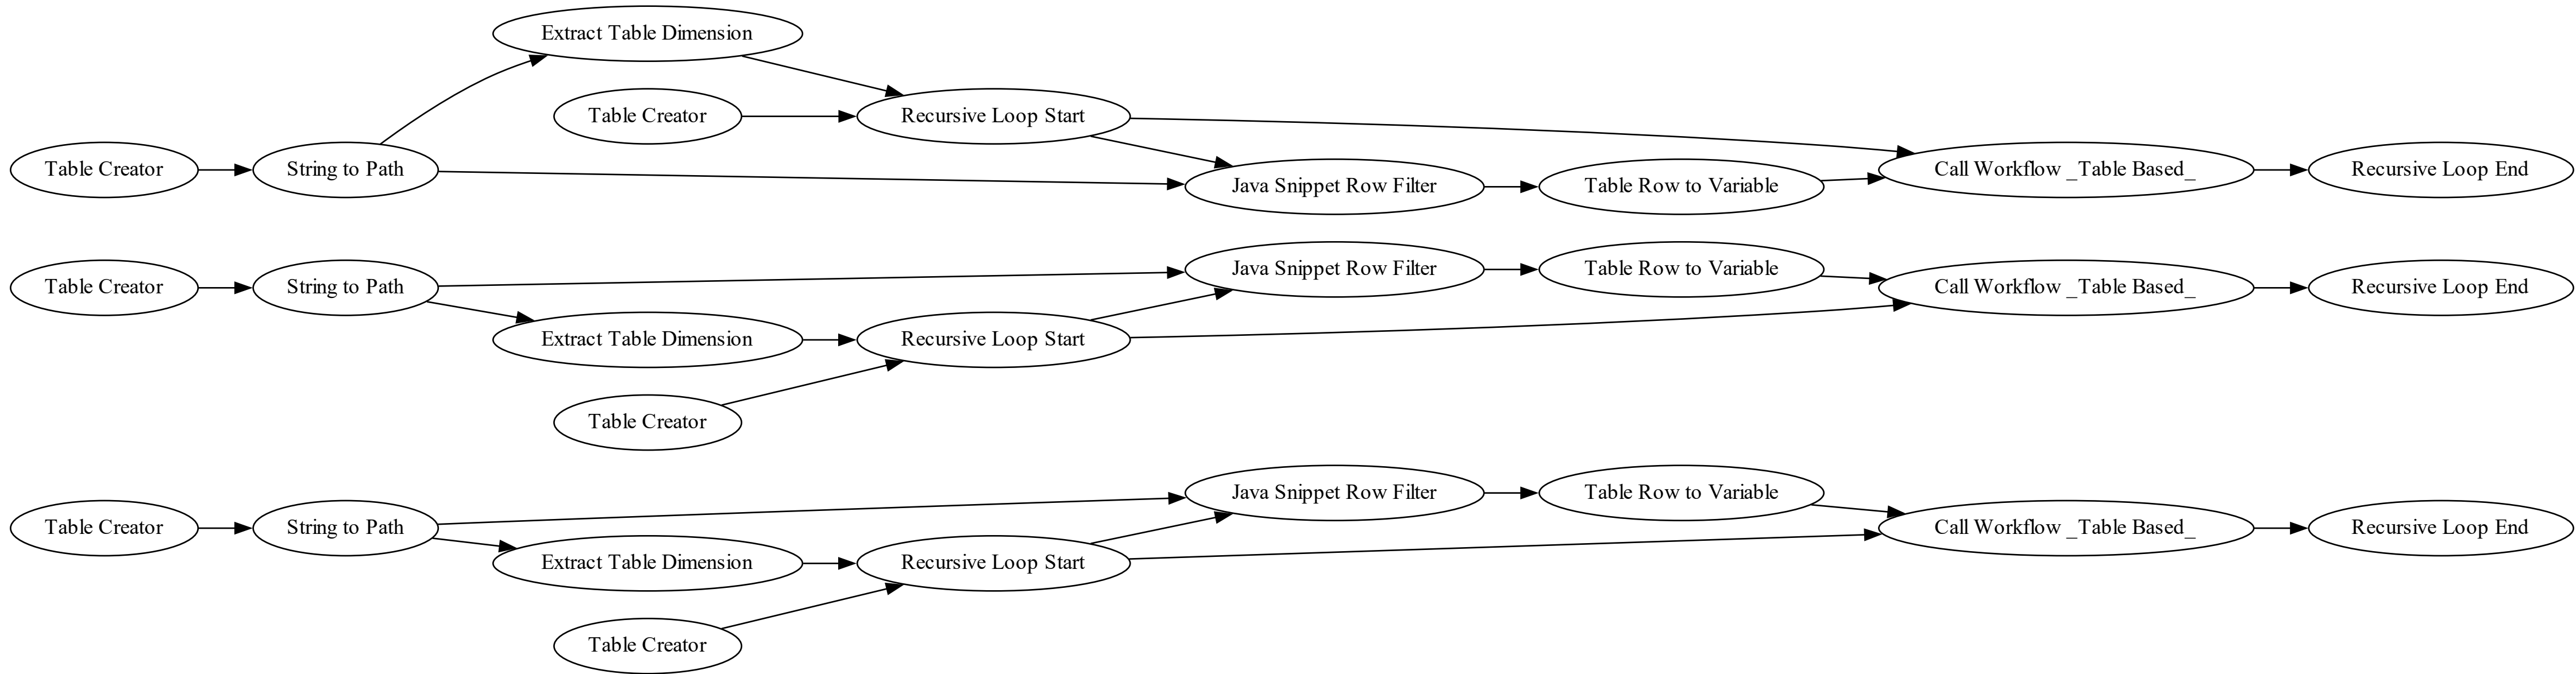 Extract Table Dimension
Table Creator
Recursive Loop Start
Table Creator
String to Path
Java Snippet Row Filter
Table Row to Variable
Call Workflow _Table Based_
Recursive Loop End
Table Creator
String to Path
Java Snippet Row Filter
Table Row to Variable
Call Workflow _Table Based_
Recursive Loop End
Extract Table Dimension
Recursive Loop Start
Table Creator
Java Snippet Row Filter
Table Row to Variable
Table Creator
String to Path
Call Workflow _Table Based_
Recursive Loop End
Extract Table Dimension
Recursive Loop Start
Table Creator